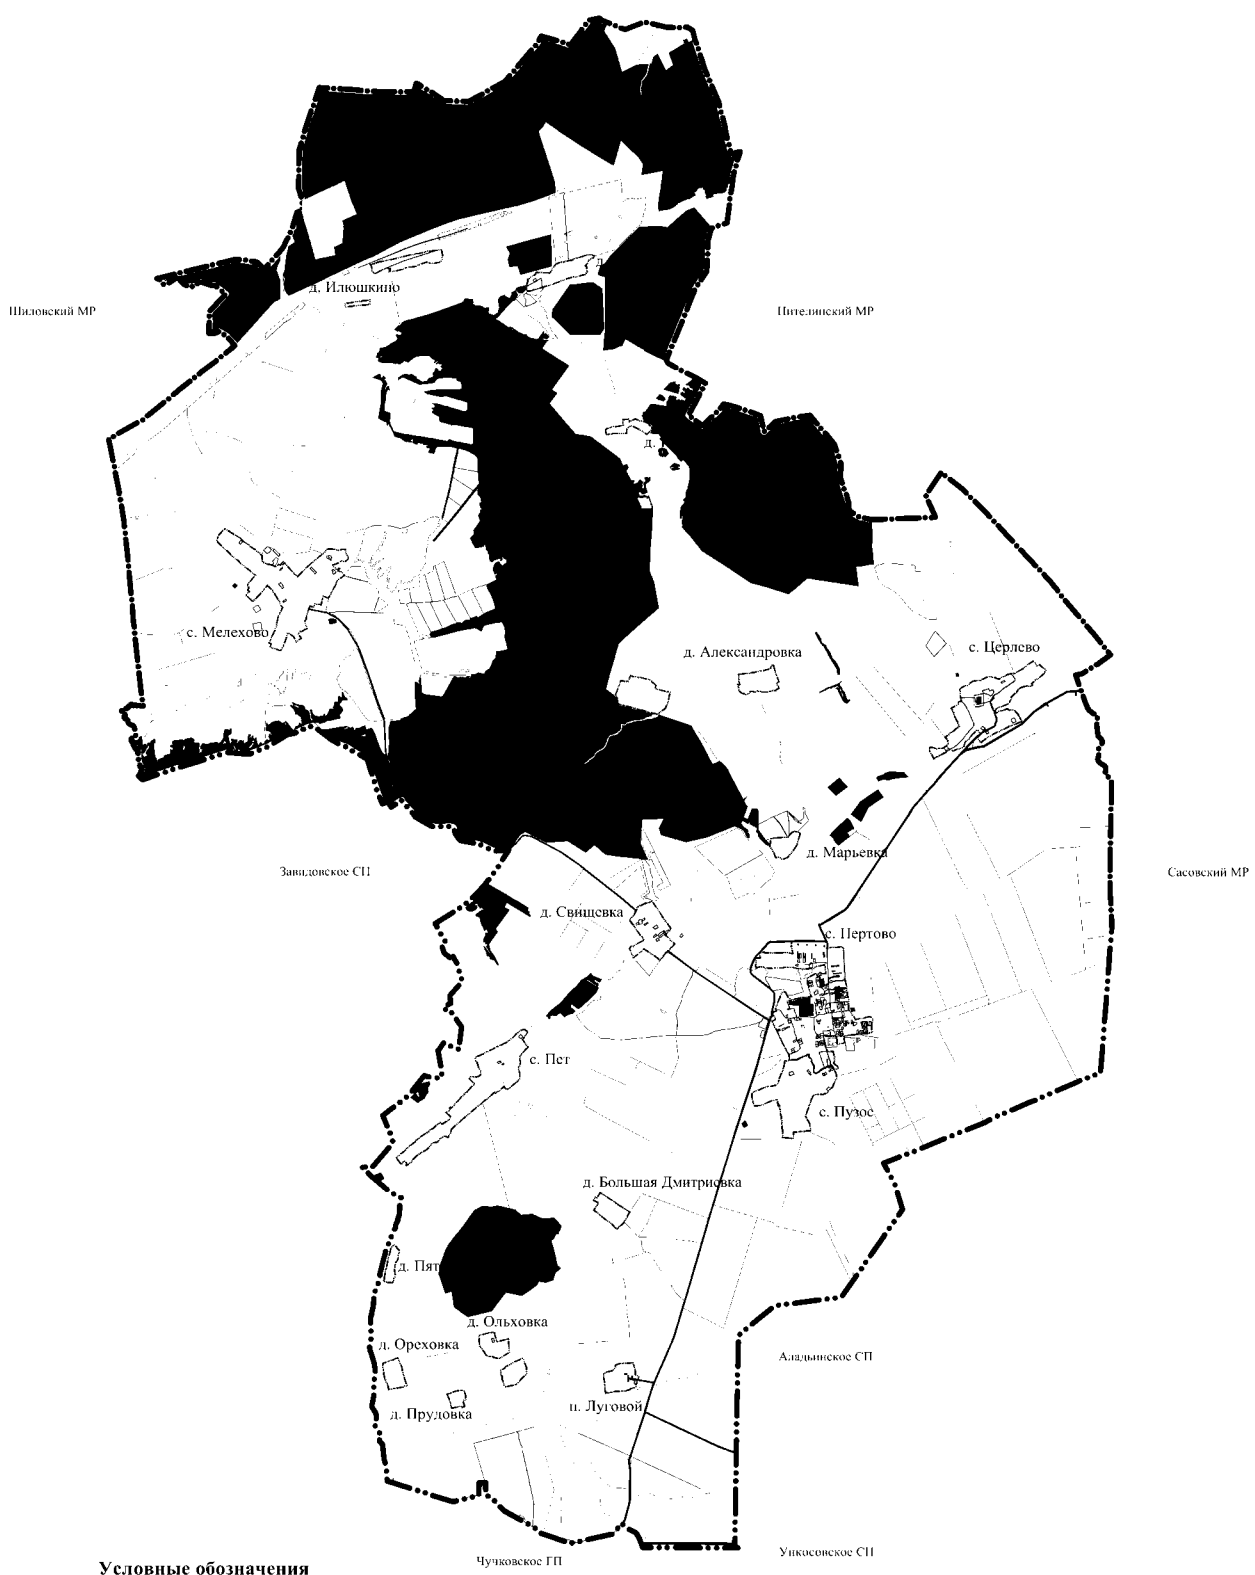 д. Илюшкино
Шиловский МР
Пителинский МР
д.
с. Мелехово
с. Церлево
д. Александровка
д. Марьевка
Завидовское СП
Сасовский МР
д. Свищевка
с. Пертово
с. Пет
с. Пузос
д. Большая Дмитриевка
д. Пят
д. Ольховка
д. Ореховка
Аладьинское СП
п. Луговой
д. Прудовка
Ункосовское СП
Чучковское ГП
Условные обозначения